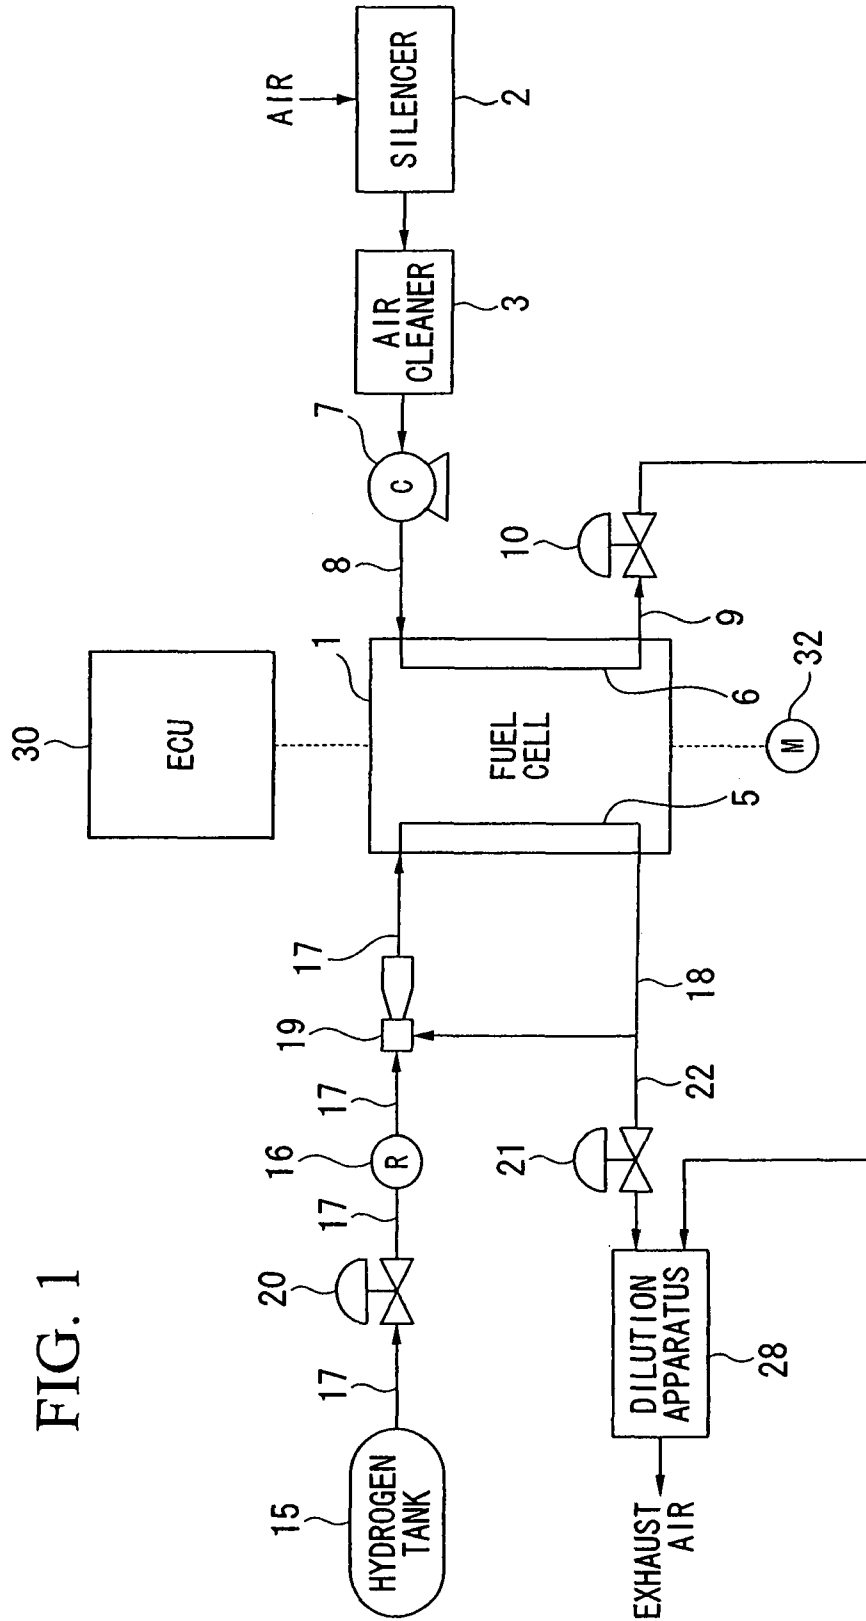 FIG. 1
30
ECU
AIR
15
HYDROGEN
TANK
17
20
17
16
R
17
19
17
1
FUEL
CELL
8
7
C
AIR
CLEANER
3
SILENCER
2
5
6
18
22
21
9
10
M
32
DILUTION
APPARATUS
28
EXHAUST
AIR